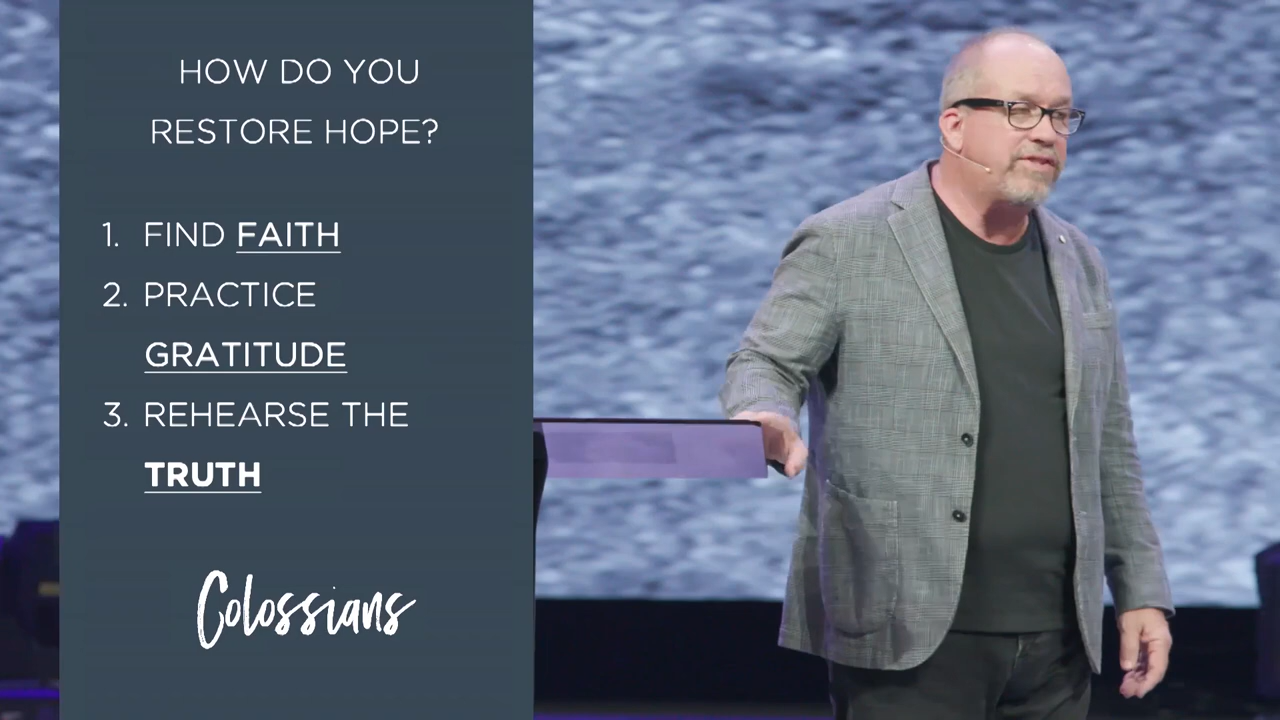 HOW DO YOU
RESTORE HOPE?
1. FIND FAITH
2. PRACTICE
GRATITUDE
3. REHEARSE THE
TRUTH
Colossians